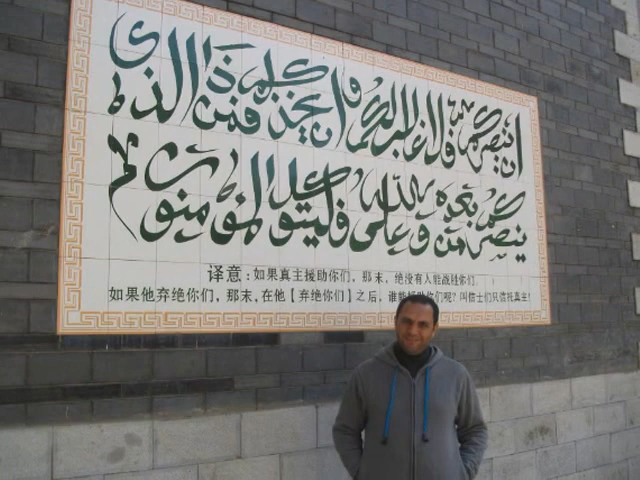 ان ينصركم الله فلا غالب لكم وان يخذلكم فمن ذا الذى
ينصركم من بعده وعلى الله فليتوكل المؤمنون
译意：如果真主援助你们，那末，绝没有人能战胜你们。
如果他弃绝你们，那末，在他【弃绝你们】之后，谁能援助你们呢？叫信士们只信托真主！